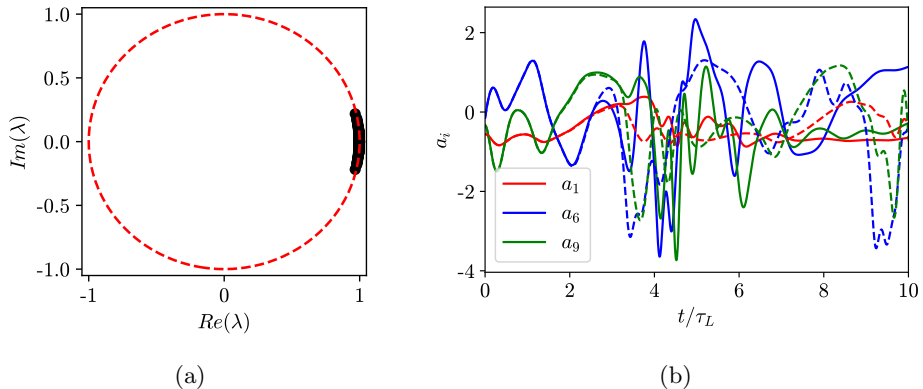 1.0
0.5
0.0
-0.5
-1.0
-1 0 1
Im(λ)
Re(λ)
(a)
2
0
-2
-4
0 2 4 6 8 10
a_i
t/τ_L
a_1
a_6
a_9
(b)